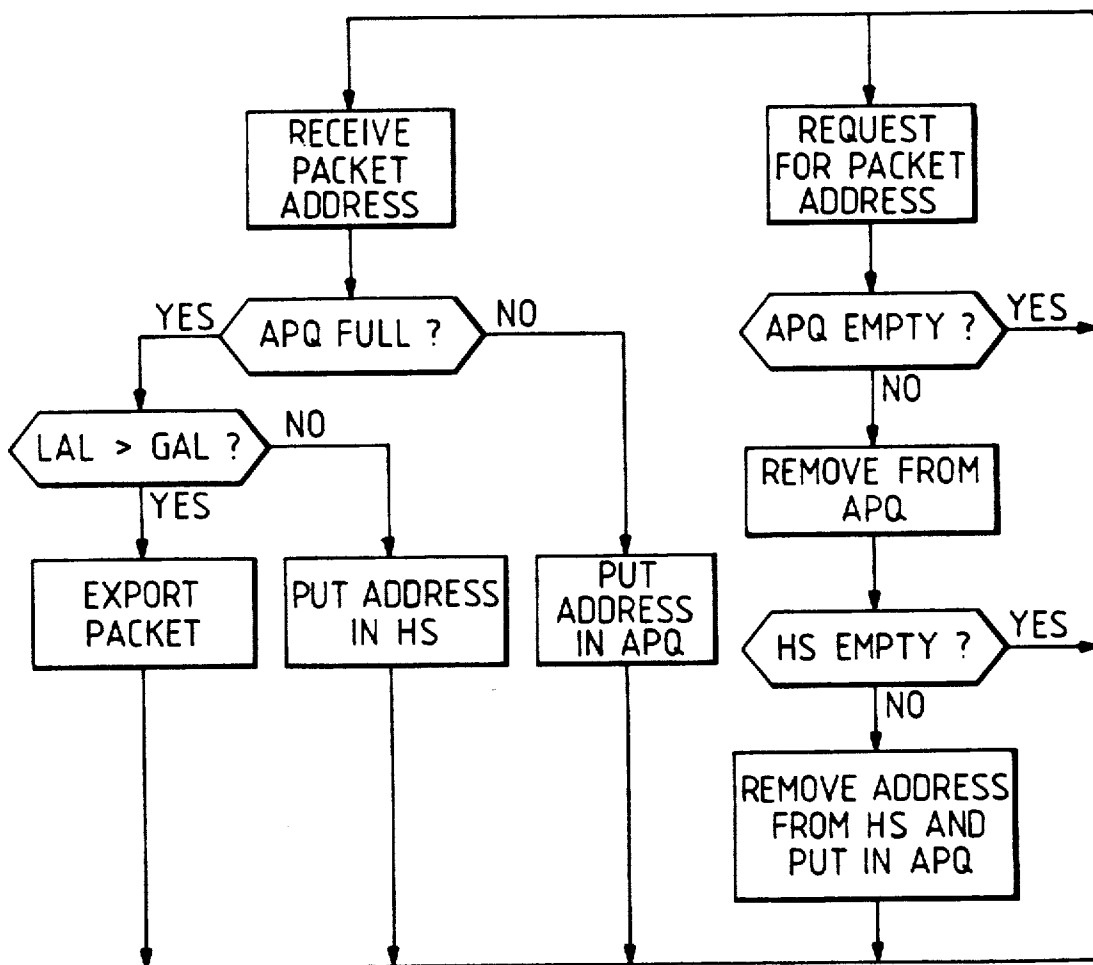 RECEIVE
PACKET
ADDRESS
APQ FULL ?
YES
NO
LAL > GAL ?
NO
YES
EXPORT
PACKET
PUT ADDRESS
IN HS
PUT
ADDRESS
IN APQ
REQUEST
FOR PACKET
ADDRESS
APQ EMPTY ?
YES
NO
REMOVE FROM
APQ
HS EMPTY ?
YES
NO
REMOVE ADDRESS
FROM HS AND
PUT IN APQ